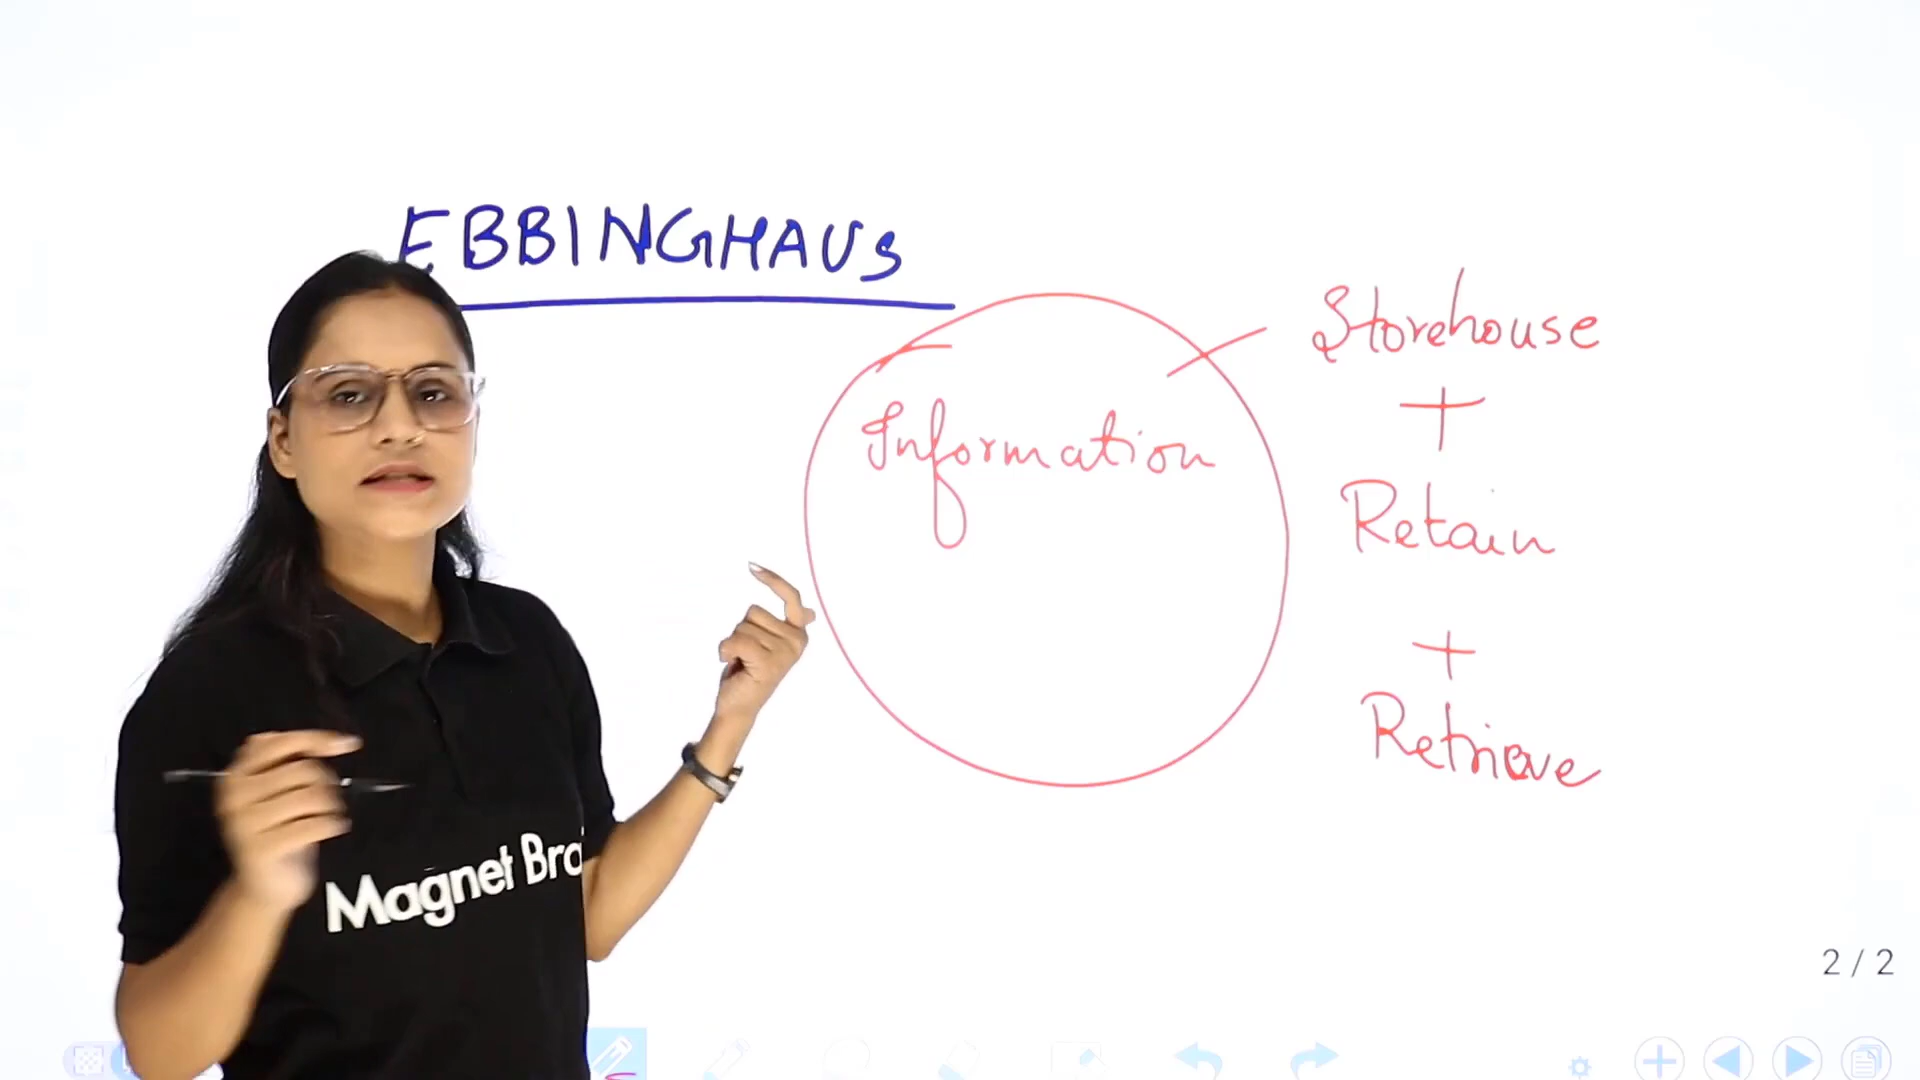 EBBINGHAUS
Information
Storehouse
+
Retain
+
Retrieve
Magnet Bra
2 / 2